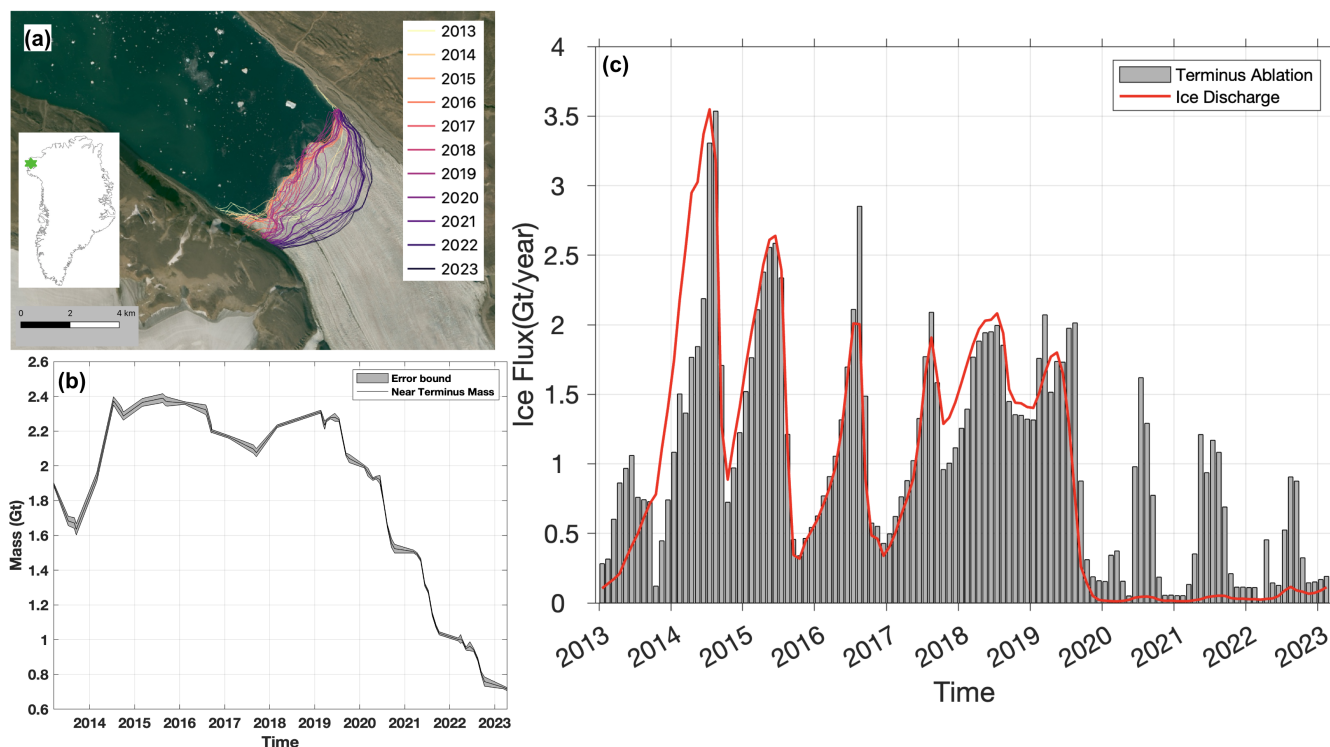 (a)
2013
2014
2015
2016
2017
2018
2019
2020
2021
2022
2023
0 2 4 km
(b)
Error bound
Near Terminus Mass
2.6
2.4
2.2
2
1.8
1.6
1.4
1.2
1
0.8
0.6
Mass (Gt)
2014 2015 2016 2017 2018 2019 2020 2021 2022 2023
Time
(c)
Terminus Ablation
Ice Discharge
4
3.5
3
2.5
2
1.5
1
0.5
0
Ice Flux(Gt/year)
2013 2014 2015 2016 2017 2018 2019 2020 2021 2022 2023
Time